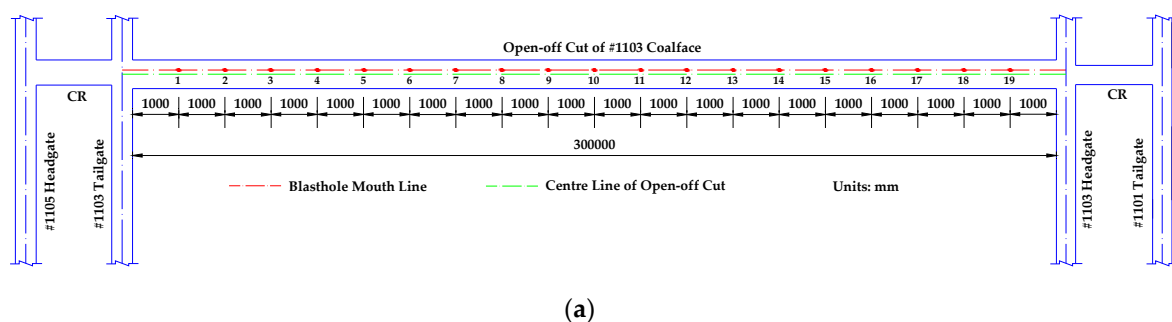 Open-off Cut of #1103 Coalface
1 2 3 4 5 6 7 8 9 10 11 12 13 14 15 16 17 18 19
CR
CR
1000 1000 1000 1000 1000 1000 1000 1000 1000 1000 1000 1000 1000 1000 1000 1000 1000 1000 1000 1000
300000
#1105 Headgate
#1103 Tailgate
Blasthole Mouth Line
Centre Line of Open-off Cut
Units: mm
#1103 Headgate
#1101 Tailgate
(a)